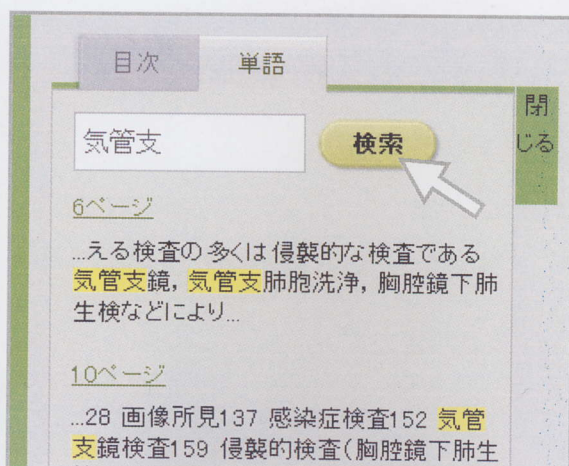 目次 単語
閉じる
気管支 検索
6ページ
...える検査の多くは侵襲的な検査である
気管支鏡，気管支肺胞洗浄，胸腔鏡下肺
生検などにより...
10ページ
...28 画像所見137 感染症検査152 気管
支鏡検査159 侵襲的検査(胸腔鏡下肺生